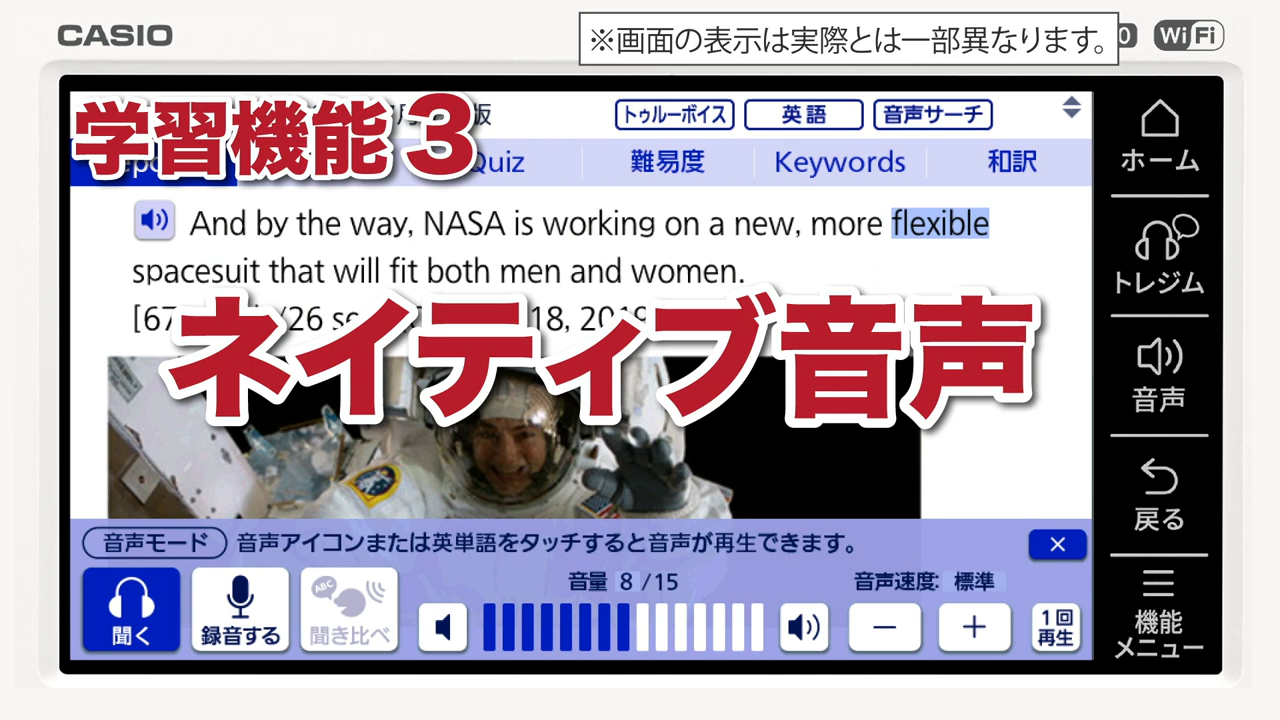 CASIO
※画面の表示は実際とは一部異なります。
WiFi
学習機能3
版
トゥルーボイス 英語 音声サーチ
Quiz 難易度 Keywords 和訳
And by the way, NASA is working on a new, more flexible
spacesuit that will fit both men and women.
ネイティブ音声
音声モード 音声アイコンまたは英単語をタッチすると音声が再生できます。 ×
音量 8 /15 音声速度: 標準
聞く 録音する ABC 聞き比べ − + 1回再生
ホーム
トレジム
音声
戻る
機能
メニュー